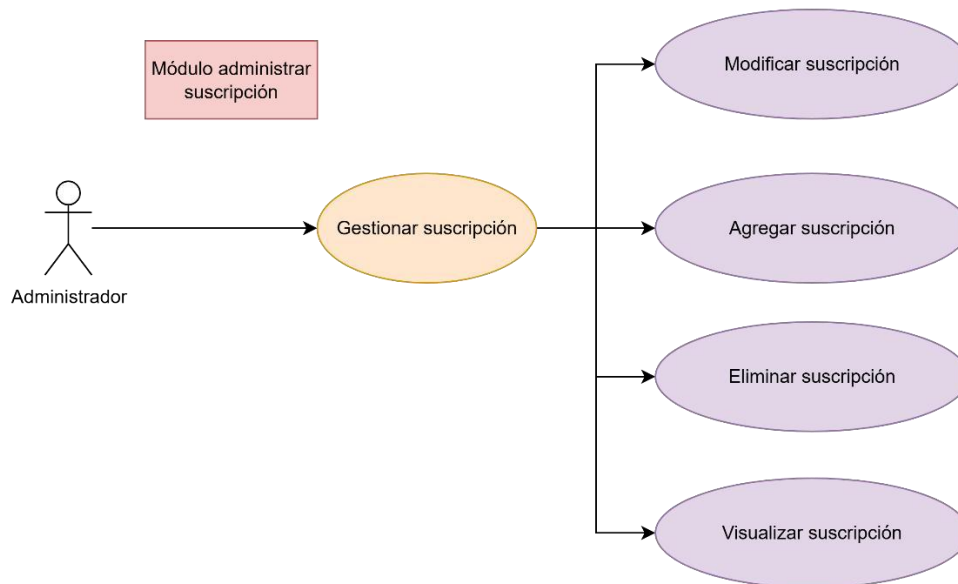 Módulo administrar
suscripción
Modificar suscripción
Gestionar suscripción
Agregar suscripción
Administrador
Eliminar suscripción
Visualizar suscripción